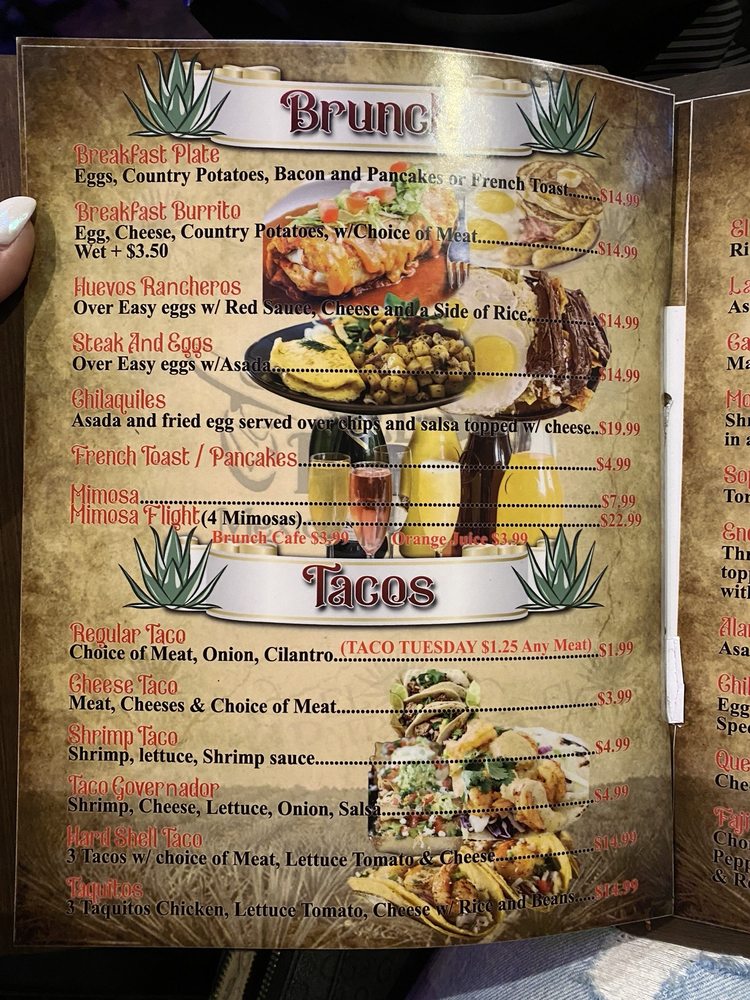 Brunch
Breakfast Plate
Eggs, Country Potatoes, Bacon and Pancakes or French Toast......$14.99
Breakfast Burrito
Egg, Cheese, Country Potatoes, w/Choice of Meat......$14.99
Wet + $3.50
Huevos Rancheros
Over Easy eggs w/ Red Sauce, Cheese and a Side of Rice......$14.99
Steak And Eggs
Over Easy eggs w/Asada......$14.99
Chilaquiles
Asada and fried egg served over chips and salsa topped w/ cheese..$19.99
French Toast / Pancakes......$4.99
Mimosa......$7.99
Mimosa Flight(4 Mimosas)......$22.99
Brunch Cafe $3.99 Orange Juice $3.99
Tacos
Regular Taco
Choice of Meat, Onion, Cilantro......(TACO TUESDAY $1.25 Any Meat)......$1.99
Cheese Taco
Meat, Cheeses & Choice of Meat......$3.99
Shrimp Taco
Shrimp, lettuce, Shrimp sauce......$4.99
Taco Governador
Shrimp, Cheese, Lettuce, Onion, Salsa......$4.99
Hard Shell Taco
3 Tacos w/ choice of Meat, Lettuce Tomato & Cheese......$14.99
Taquitos
3 Taquitos Chicken, Lettuce Tomato, Cheese w/ Rice and Beans.....$14.99